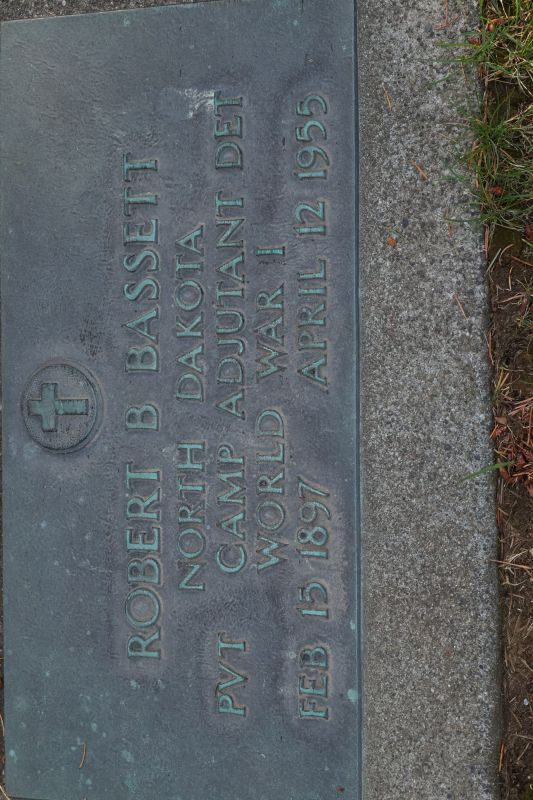 ROBERT B BASSETT
NORTH DAKOTA
PVT CAMP ADJUTANT DET
WORLD WAR I
FEB 15 1897 APRIL 12 1955